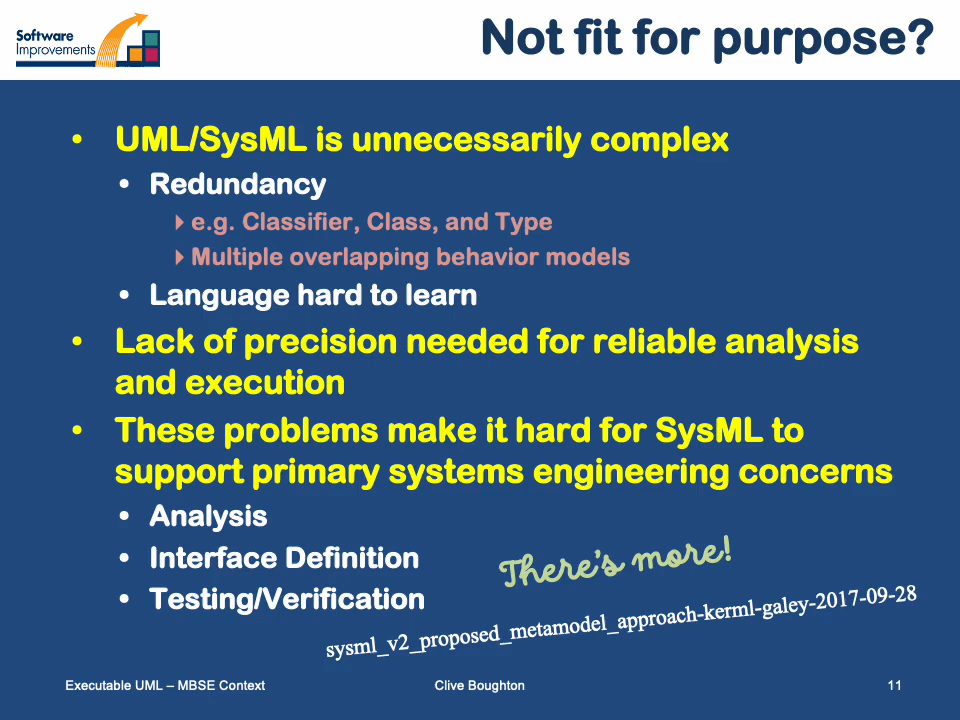 Software
Improvements
Not fit for purpose?
• UML/SysML is unnecessarily complex
• Redundancy
e.g. Classifier, Class, and Type
Multiple overlapping behavior models
• Language hard to learn
• Lack of precision needed for reliable analysis
and execution
• These problems make it hard for SysML to
support primary systems engineering concerns
• Analysis
• Interface Definition
• Testing/Verification
There's more!
sysml_v2_proposed_metamodel_approach-kerml-galey-2017-09-28
Executable UML – MBSE Context
Clive Boughton
11